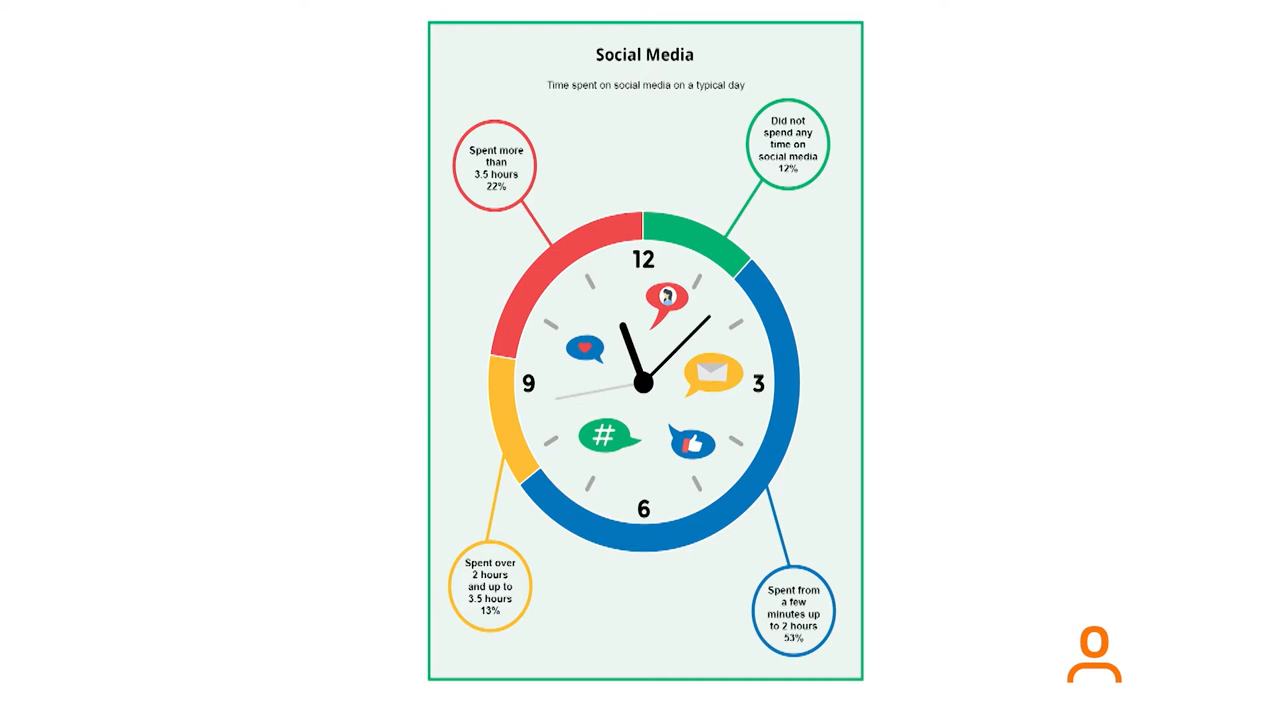 Social Media
Time spent on social media on a typical day
Spent more
than
3.5 hours
22%
Did not
spend any
time on
social media
12%
12
3
6
9
#
Spent over
2 hours
and up to
3.5 hours
13%
Spent from
a few
minutes up
to 2 hours
53%